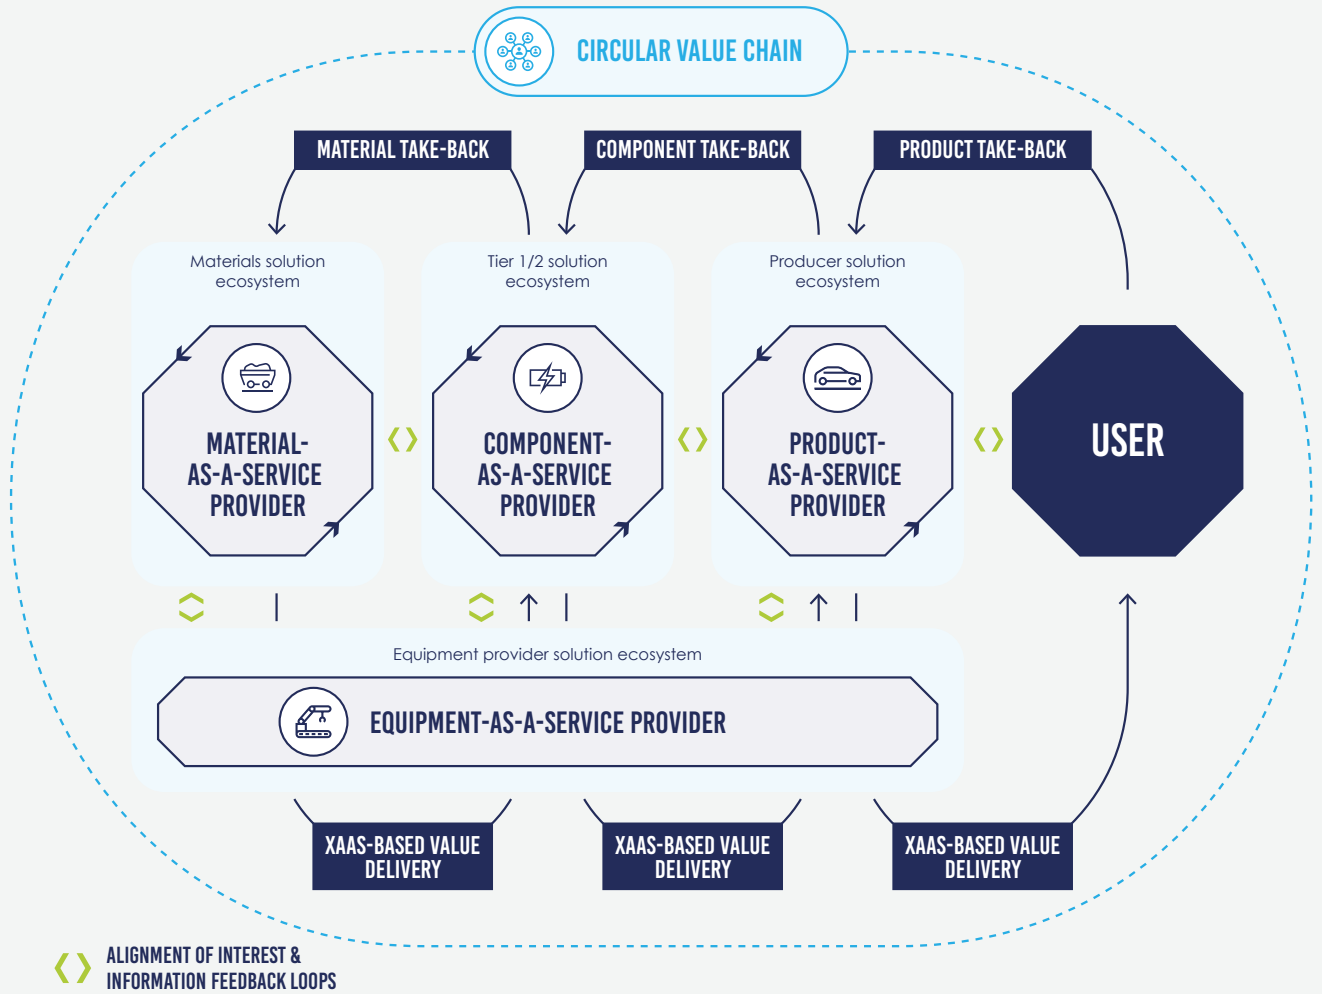 CIRCULAR VALUE CHAIN
MATERIAL TAKE-BACK
COMPONENT TAKE-BACK
PRODUCT TAKE-BACK
Materials solution
ecosystem
Tier 1/2 solution
ecosystem
Producer solution
ecosystem
MATERIAL-
AS-A-SERVICE
PROVIDER
COMPONENT-
AS-A-SERVICE
PROVIDER
PRODUCT-
AS-A-SERVICE
PROVIDER
USER
Equipment provider solution ecosystem
EQUIPMENT-AS-A-SERVICE PROVIDER
XAAS-BASED VALUE
DELIVERY
XAAS-BASED VALUE
DELIVERY
XAAS-BASED VALUE
DELIVERY
ALIGNMENT OF INTEREST &
INFORMATION FEEDBACK LOOPS